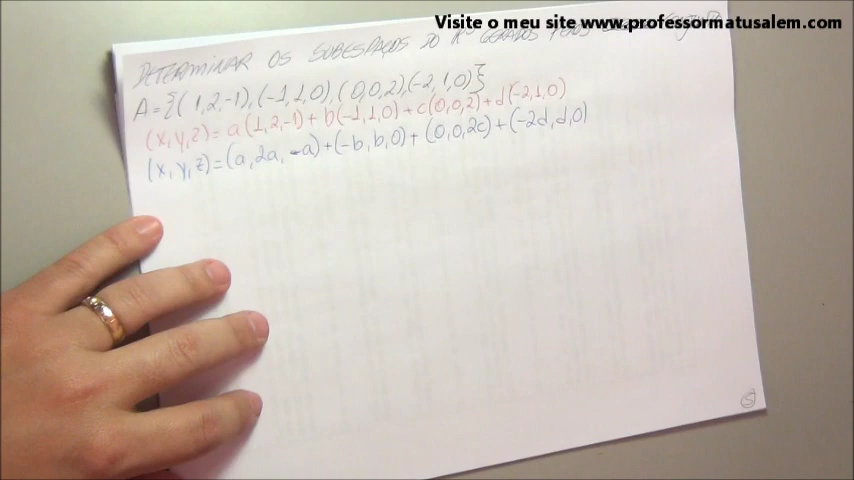 Visite o meu site www.professormatusalem.com
DETERMINAR OS SUBESPAÇOS DO R³ GERADOS PELOS CONJUNTO
A={(1,2,-1),(-1,1,0),(0,0,2),(-2,1,0)}
(x,y,z)=a(1,2,-1)+b(-1,1,0)+c(0,0,2)+d(-2,1,0)
(x,y,z)=(a,2a,-a)+(-b,b,0)+(0,0,2c)+(-2d,d,0)
5